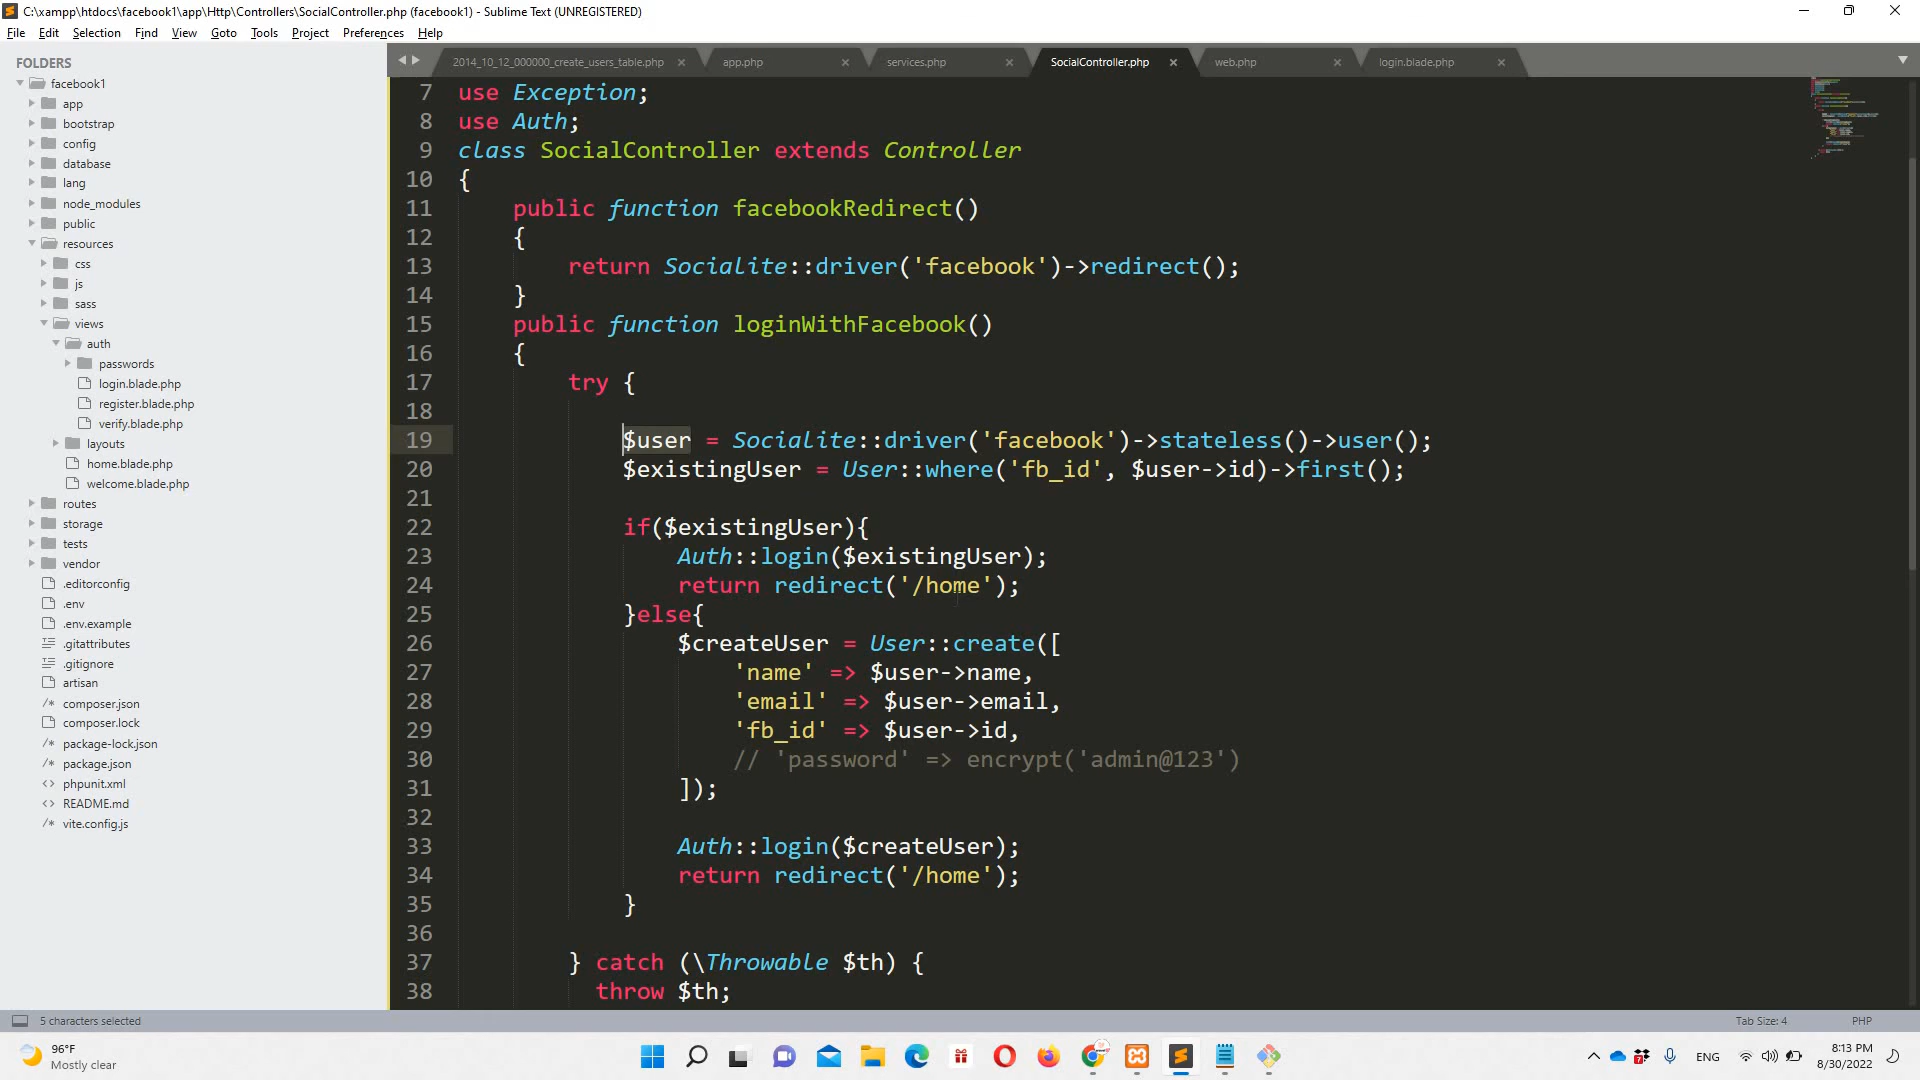 C:\xampp\htdocs\facebook1\app\Http\Controllers\SocialController.php (facebook1) - Sublime Text (UNREGISTERED)
File Edit Selection Find View Goto Tools Project Preferences Help
FOLDERS
facebook1
app
bootstrap
config
database
lang
node_modules
public
resources
css
js
sass
views
auth
passwords
login.blade.php
register.blade.php
verify.blade.php
layouts
home.blade.php
welcome.blade.php
routes
storage
tests
vendor
.editorconfig
.env
.env.example
.gitattributes
.gitignore
artisan
composer.json
composer.lock
package-lock.json
package.json
phpunit.xml
README.md
vite.config.js
2014_10_12_000000_create_users_table.php app.php services.php SocialController.php web.php login.blade.php
7 use Exception;
8 use Auth;
9 class SocialController extends Controller
10 {
11 public function facebookRedirect()
12 {
13 return Socialite::driver('facebook')->redirect();
14 }
15 public function loginWithFacebook()
16 {
17 try {
18
19 $user = Socialite::driver('facebook')->stateless()->user();
20 $existingUser = User::where('fb_id', $user->id)->first();
21
22 if($existingUser){
23 Auth::login($existingUser);
24 return redirect('/home');
25 }else{
26 $createUser = User::create([
27 'name' => $user->name,
28 'email' => $user->email,
29 'fb_id' => $user->id,
30 // 'password' => encrypt('admin@123')
31 ]);
32
33 Auth::login($createUser);
34 return redirect('/home');
35 }
36
37 } catch (\Throwable $th) {
38 throw $th;
5 characters selected
Tab Size: 4 PHP
96°F
Mostly clear
ENG
8:13 PM
8/30/2022